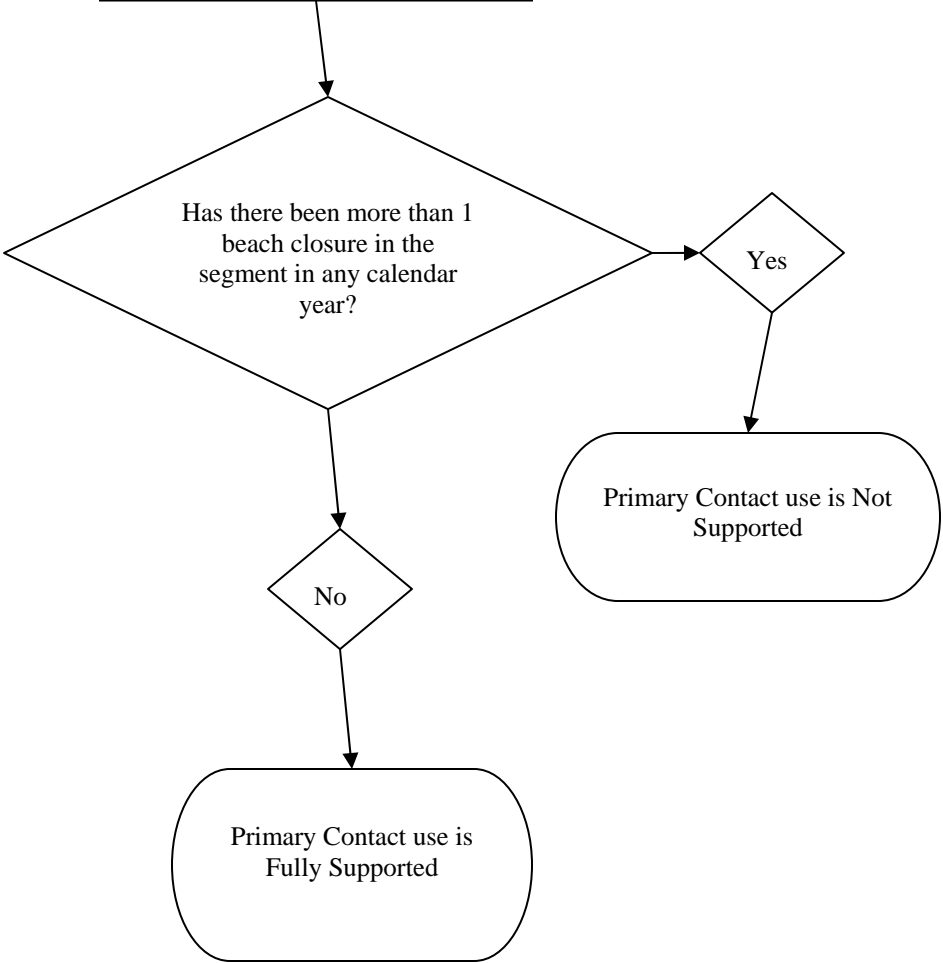 Has there been more than 1
beach closure in the
segment in any calendar
year?
Yes
Primary Contact use is Not
Supported
No
Primary Contact use is
Fully Supported